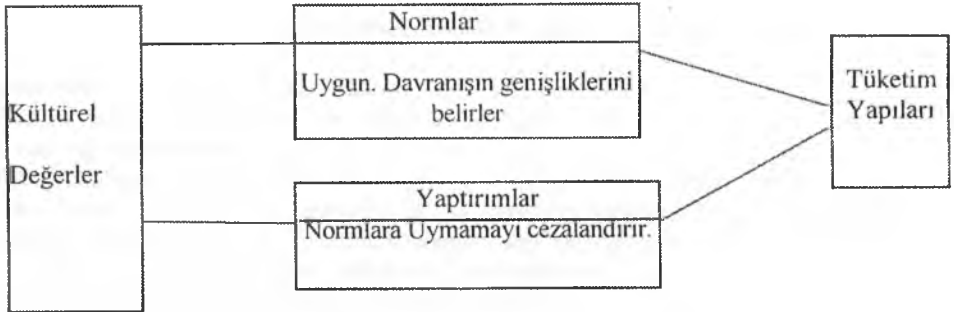 Kültürel
Değerler
Normlar
Uygun. Davranışın genişliklerini
belirler
Yaptırımlar
Normlara Uymamayı cezalandırır.
Tüketim
Yapıları